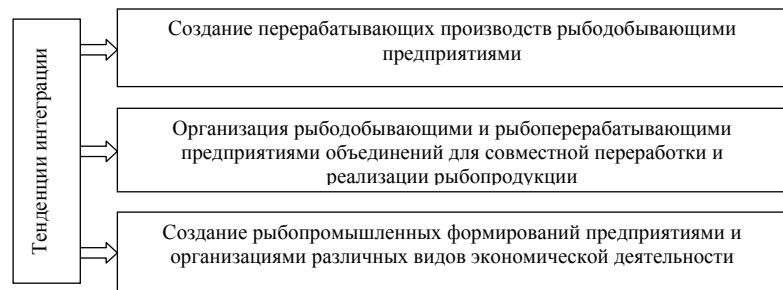 Тенденции интеграции
Создание перерабатывающих производств рыбодобывающими
предприятиями
Организация рыбодобывающими и рыбоперерабатывающими
предприятиями объединений для совместной переработки и
реализации рыбопродукции
Создание рыбопромышленных формирований предприятиями и
организациями различных видов экономической деятельности